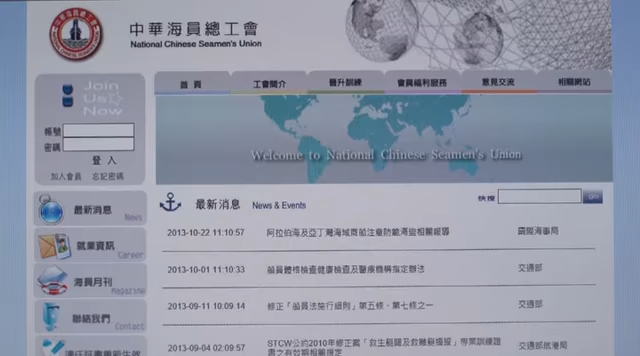 中華海員總工會
National Chinese Seamen's Union
首 頁
工會簡介
晉升訓練
會員福利服務
意見交流
相關網站
Join
Us
Now
帳號
密碼
登 入
加入會員 忘記密碼
Welcome to National Chinese Seamen's Union
最新消息
News
就業資訊
Career
海員月刊
Magazine
聯絡我們
Contact
最新消息 News & Events
快搜
GO
2013-10-22 11:10:57 阿拉伯海及亞丁灣海域商船注意防範海盜相關報導
2013-10-01 11:10:33 船員體格檢查健康檢查及醫療機構指定辦法 交通部
2013-09-11 10:09:14 修正「船員法施行細則」第五條、第七條之一 交通部
2013-09-04 02:09:57 STCW公約2010年修正案「救生艇筏及救難艇操縱」專業訓練證 交通部航港局
書之有效期相關規定